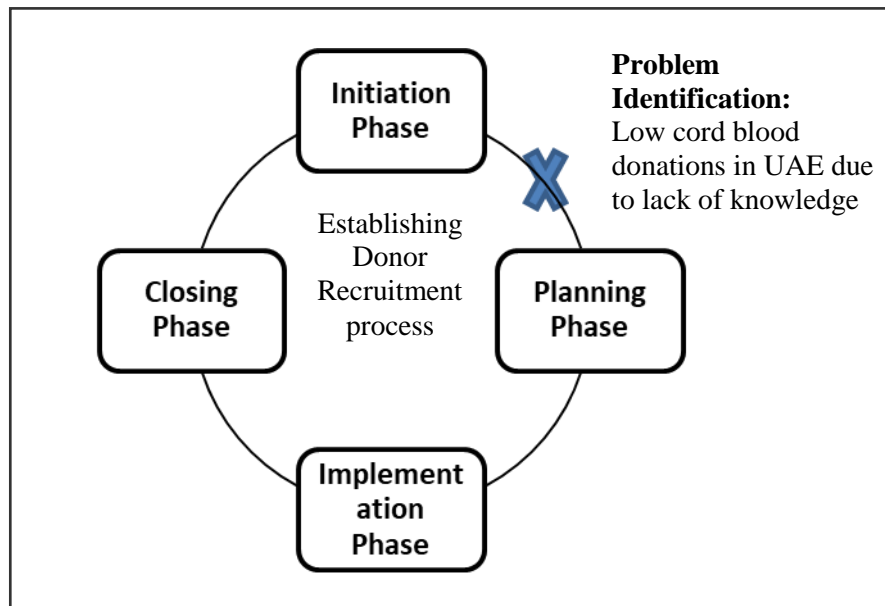 Initiation
Phase
Problem
Identification:
Low cord blood
donations in UAE due
to lack of knowledge
Establishing
Donor
Recruitment
process
Closing
Phase
Planning
Phase
Implement
ation
Phase